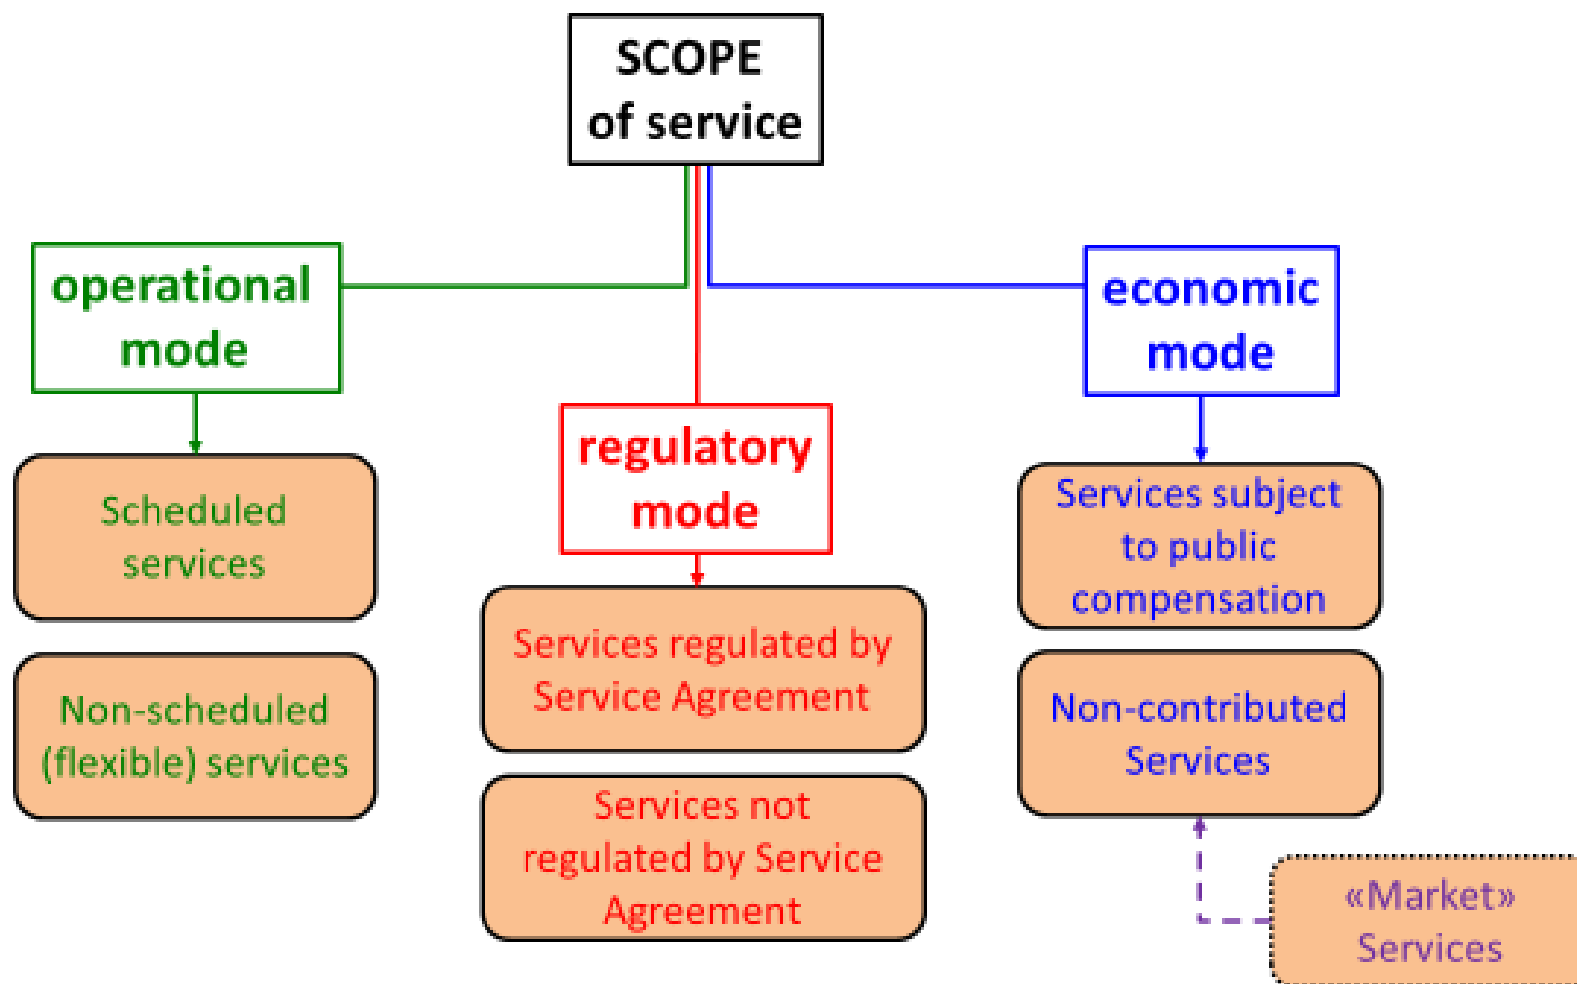 SCOPE
of service
operational
mode
economic
mode
regulatory
mode
Scheduled
services
Non-scheduled
(flexible) services
Services regulated by
Service Agreement
Services not
regulated by Service
Agreement
Services subject
to public
compensation
Non-contributed
Services
«Market»
Services